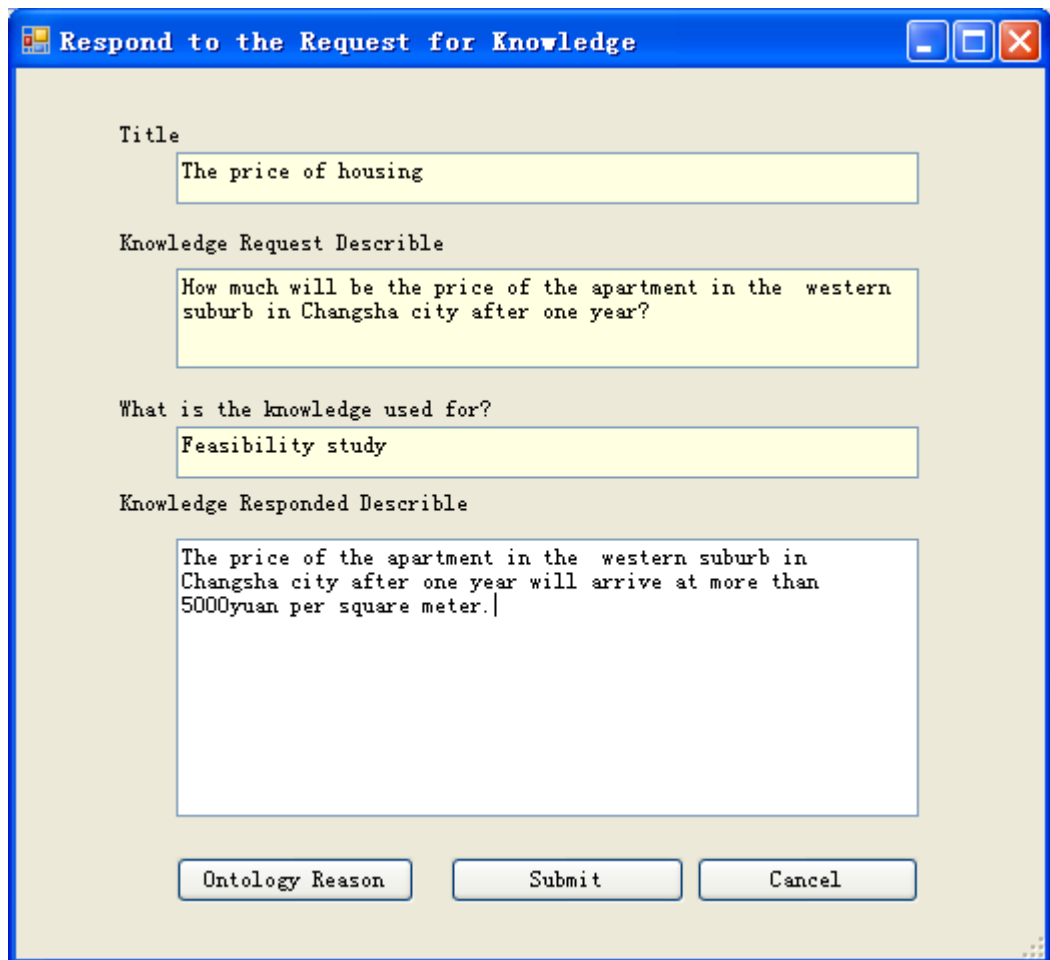 Respond to the Request for Knowledge
Title
The price of housing
Knowledge Request Describle
How much will be the price of the apartment in the  western
suburb in Changsha city after one year?
What is the knowledge used for?
Feasibility study
Knowledge Responded Describle
The price of the apartment in the  western suburb in
Changsha city after one year will arrive at more than
5000yuan per square meter.
Ontology Reason
Submit
Cancel